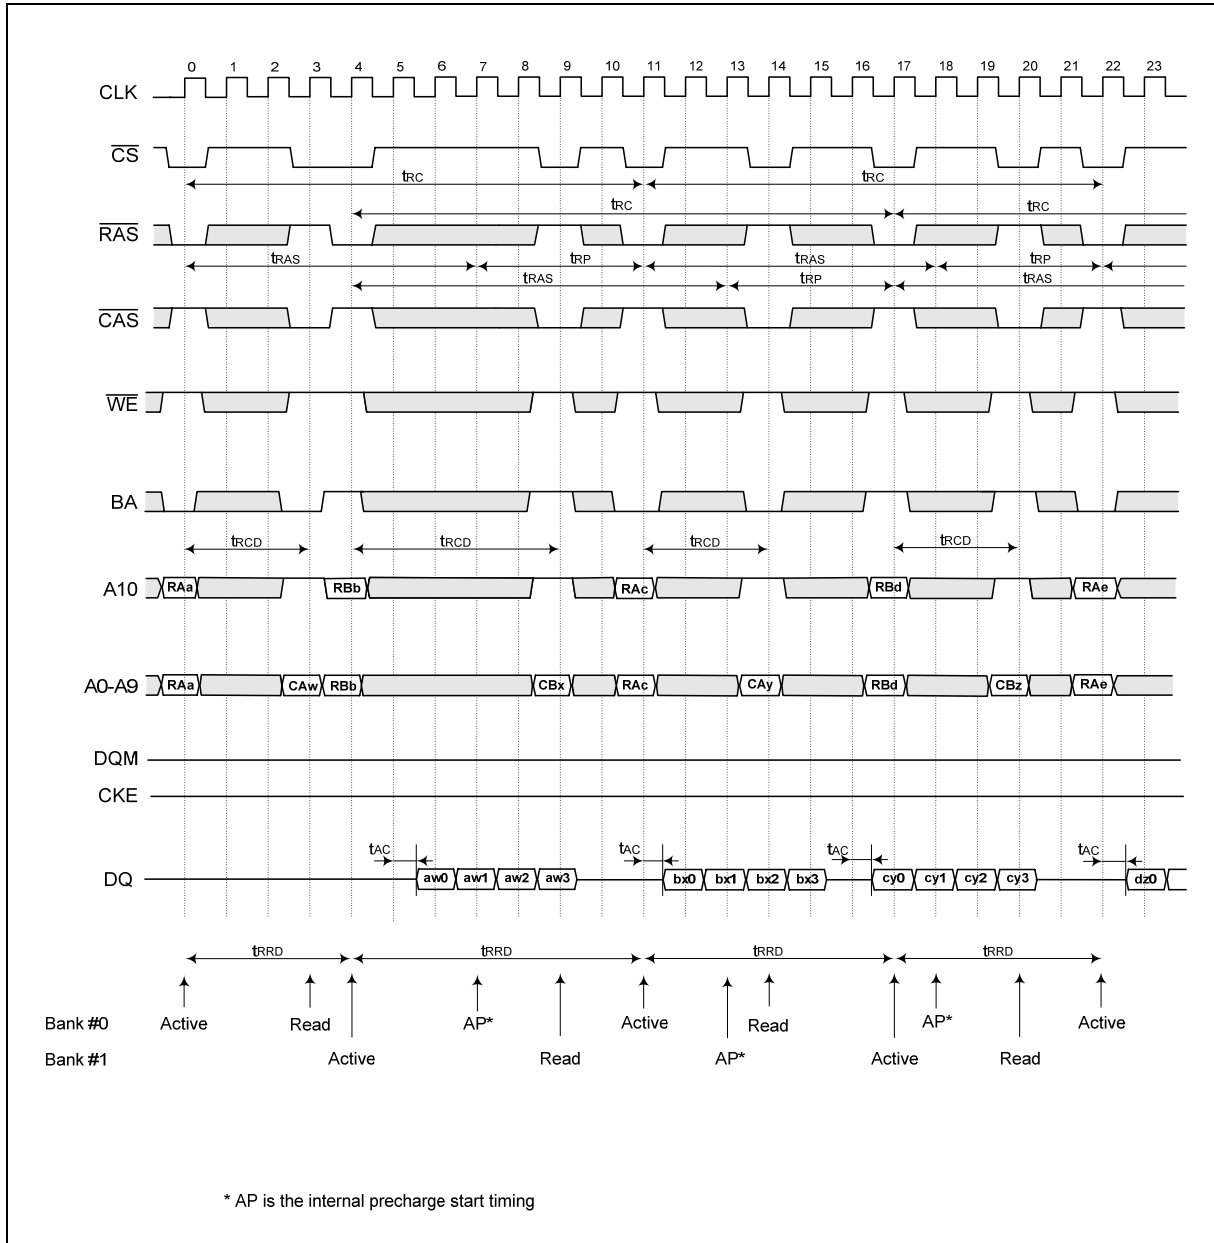 0 1 2 3 4 5 6 7 8 9 10 11 12 13 14 15 16 17 18 19 20 21 22 23
CLK
CS
tRC tRC
tRC tRC
RAS
tRAS tRP tRAS tRP
tRAS tRP tRAS
CAS
WE
BA
tRCD tRCD tRCD tRCD
A10 RAa RBb RAc RBd RAe
A0-A9 RAa CAw RBb CBx RAc CAy RBd CBz RAe
DQM
CKE
tAC tAC tAC tAC
DQ aw0 aw1 aw2 aw3 bx0 bx1 bx2 bx3 cy0 cy1 cy2 cy3 dz0
tRRD tRRD tRRD tRRD
Bank #0 Active Read AP* Active Read AP* Active
Bank #1 Active Read AP* Active Read
* AP is the internal precharge start timing